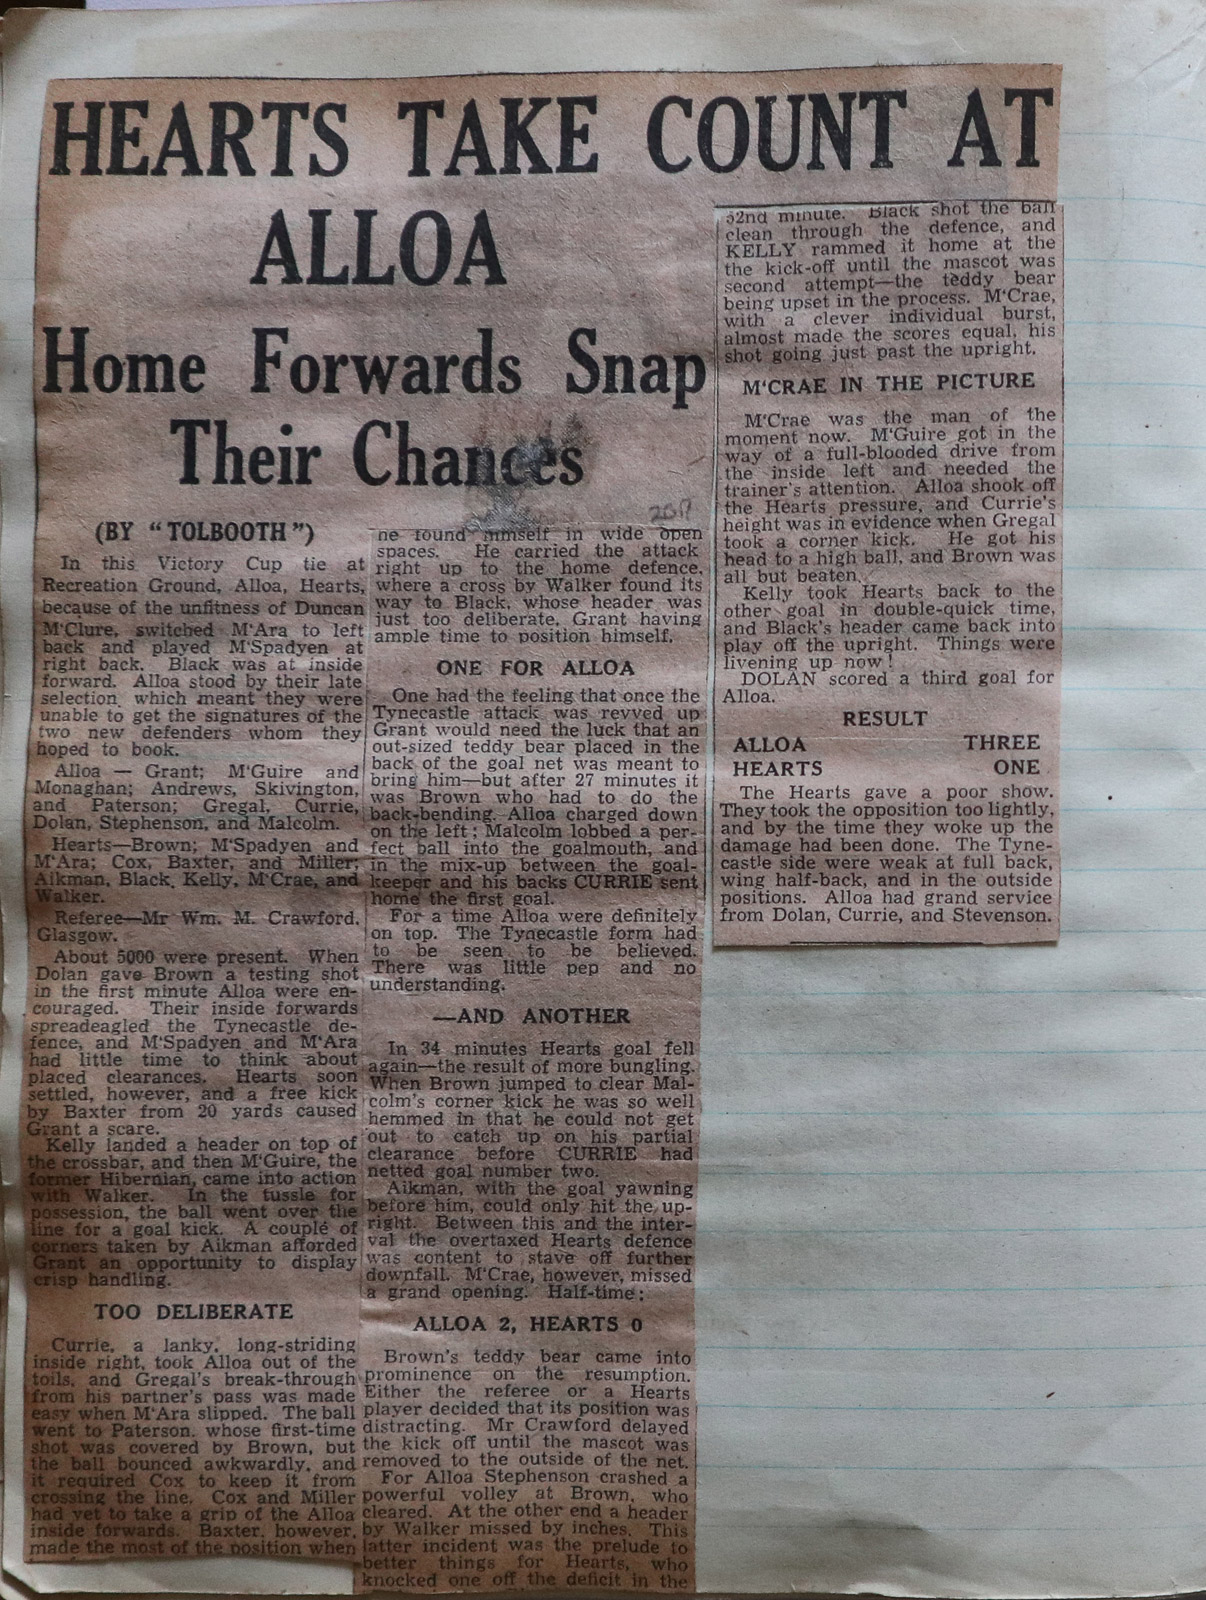 HEARTS TAKE COUNT AT
ALLOA
Home Forwards Snap
Their Chances
(BY “ TOLBOOTH ”)
In this Victory Cup tie at
Recreation Ground, Alloa, Hearts,
because of the unfitness of Duncan
M‘Clure, switched M‘Ara to left
back and played M‘Spadyen at
right back. Black was at inside
forward. Alloa stood by their late
selection, which meant they were
unable to get the signatures of the
two new defenders whom they
hoped to book.
Alloa — Grant; M‘Guire and
Monaghan; Andrews, Skivington,
and Paterson; Gregal, Currie,
Dolan, Stephenson, and Malcolm.
Hearts—Brown; M‘Spadyen and
M‘Ara; Cox, Baxter, and Miller;
Aikman, Black, Kelly, M‘Crae, and
Walker.
Referee—Mr Wm. M. Crawford,
Glasgow.
About 5000 were present. When
Dolan gave Brown a testing shot
in the first minute Alloa were en-
couraged. Their inside forwards
spreadeagled the Tynecastle de-
fence, and M‘Spadyen and M‘Ara
had little time to think about
placed clearances. Hearts soon
settled, however, and a free kick
by Baxter from 20 yards caused
Grant a scare.
Kelly landed a header on top of
the crossbar, and then M‘Guire, the
former Hibernian, came into action
with Walker. In the tussle for
possession, the ball went over the
line for a goal kick. A couple of
corners taken by Aikman afforded
Grant an opportunity to display
crisp handling.
TOO DELIBERATE
Currie, a lanky, long-striding
inside right, took Alloa out of the
toils, and Gregal's break-through
from his partner's pass was made
easy when M‘Ara slipped. The ball
went to Paterson, whose first-time
shot was covered by Brown, but
the ball bounced awkwardly, and
it required Cox to keep it from
crossing the line. Cox and Miller
had yet to take a grip of the Alloa
inside forwards. Baxter, however,
made the most of the position when
he found himself in wide open
spaces. He carried the attack
right up to the home defence,
where a cross by Walker found its
way to Black, whose header was
just too deliberate, Grant having
ample time to position himself.
ONE FOR ALLOA
One had the feeling that once the
Tynecastle attack was revved up
Grant would need the luck that an
out-sized teddy bear placed in the
back of the goal net was meant to
bring him—but after 27 minutes it
was Brown who had to do the
back-bending. Alloa charged down
on the left; Malcolm lobbed a per-
fect ball into the goalmouth, and
in the mix-up between the goal-
keeper and his backs CURRIE sent
home the first goal.
For a time Alloa were definitely
on top. The Tynecastle form had
to be seen to be believed.
There was little pep and no
understanding.
—AND ANOTHER
In 34 minutes Hearts goal fell
again—the result of more bungling.
When Brown jumped to clear Mal-
colm's corner kick he was so well
hemmed in that he could not get
out to catch up on his partial
clearance before CURRIE had
netted goal number two.
Aikman, with the goal yawning
before him, could only hit the up-
right. Between this and the inter-
val the overtaxed Hearts defence
was content to stave off further
downfall. M‘Crae, however, missed
a grand opening. Half-time:
ALLOA 2, HEARTS 0
Brown's teddy bear came into
prominence on the resumption.
Either the referee or a Hearts
player decided that its position was
distracting. Mr Crawford delayed
the kick off until the mascot was
removed to the outside of the net.
For Alloa Stephenson crashed a
powerful volley at Brown, who
cleared. At the other end a header
by Walker missed by inches. This
latter incident was the prelude to
better things for Hearts, who
knocked one off the deficit in the
52nd minute. Black shot the ball
clean through the defence, and
KELLY rammed it home at the
the kick-off until the mascot was
second attempt—the teddy bear
being upset in the process. M‘Crae,
with a clever individual burst,
almost made the scores equal, his
shot going just past the upright.
M‘CRAE IN THE PICTURE
M‘Crae was the man of the
moment now. M‘Guire got in the
way of a full-blooded drive from
the inside left and needed the
trainer's attention. Alloa shook off
the Hearts pressure, and Currie's
height was in evidence when Gregal
took a corner kick. He got his
head to a high ball, and Brown was
all but beaten.
Kelly took Hearts back to the
other goal in double-quick time,
and Black's header came back into
play off the upright. Things were
livening up now!
DOLAN scored a third goal for
Alloa.
RESULT
ALLOA THREE
HEARTS ONE
The Hearts gave a poor show.
They took the opposition too lightly,
and by the time they woke up the
damage had been done. The Tyne-
castle side were weak at full back,
wing half-back, and in the outside
positions. Alloa had grand service
from Dolan, Currie, and Stevenson.